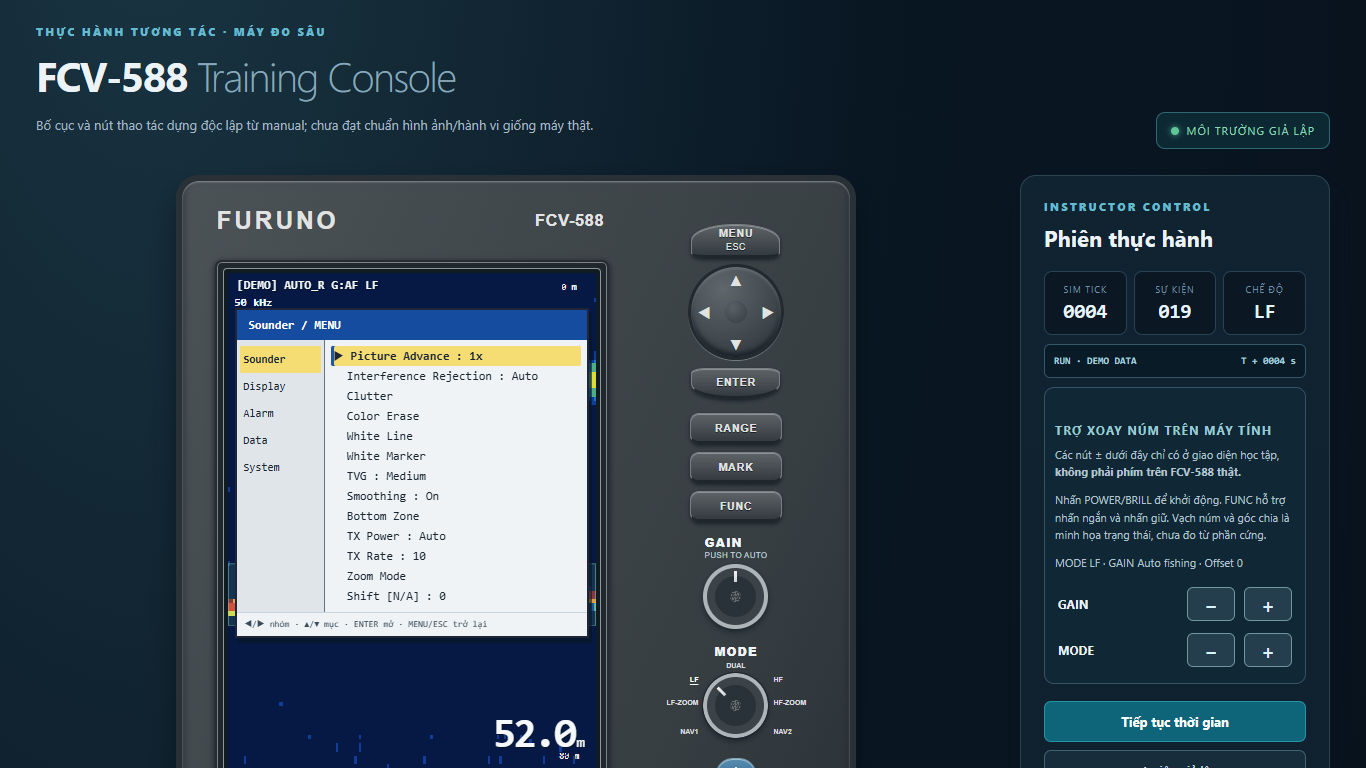 THỰC HÀNH TƯƠNG TÁC · MÁY ĐO SÂU
FCV-588 Training Console
Bố cục và nút thao tác dựng độc lập từ manual; chưa đạt chuẩn hình ảnh/hành vi giống máy thật.
MÔI TRƯỜNG GIẢ LẬP
FURUNO
FCV-588
[DEMO] AUTO_R G:AF LF
0 m
50 kHz
Sounder / MENU
Sounder
Display
Alarm
Data
System
▶ Picture Advance : 1x
Interference Rejection : Auto
Clutter
Color Erase
White Line
White Marker
TVG : Medium
Smoothing : On
Bottom Zone
TX Power : Auto
TX Rate : 10
Zoom Mode
Shift [N/A] : 0
◀/▶ nhóm · ▲/▼ mục · ENTER mở · MENU/ESC trở lại
52.0m
80 m
MENU
ESC
▲
◀ ▶
▼
ENTER
RANGE
MARK
FUNC
GAIN
PUSH TO AUTO
MODE
DUAL
LF
HF
LF-ZOOM
HF-ZOOM
NAV1
NAV2
INSTRUCTOR CONTROL
Phiên thực hành
SIM TICK
0004
SỰ KIỆN
019
CHẾ ĐỘ
LF
RUN · DEMO DATA
T + 0004 s
TRỢ XOAY NÚM TRÊN MÁY TÍNH
Các nút ± dưới đây chỉ có ở giao diện học tập,
không phải phím trên FCV-588 thật.
Nhấn POWER/BRILL để khởi động. FUNC hỗ trợ
nhấn ngắn và nhấn giữ. Vạch núm và góc chia là
minh họa trạng thái, chưa đo từ phần cứng.
MODE LF · GAIN Auto fishing · Offset 0
GAIN
−
+
MODE
−
+
Tiếp tục thời gian